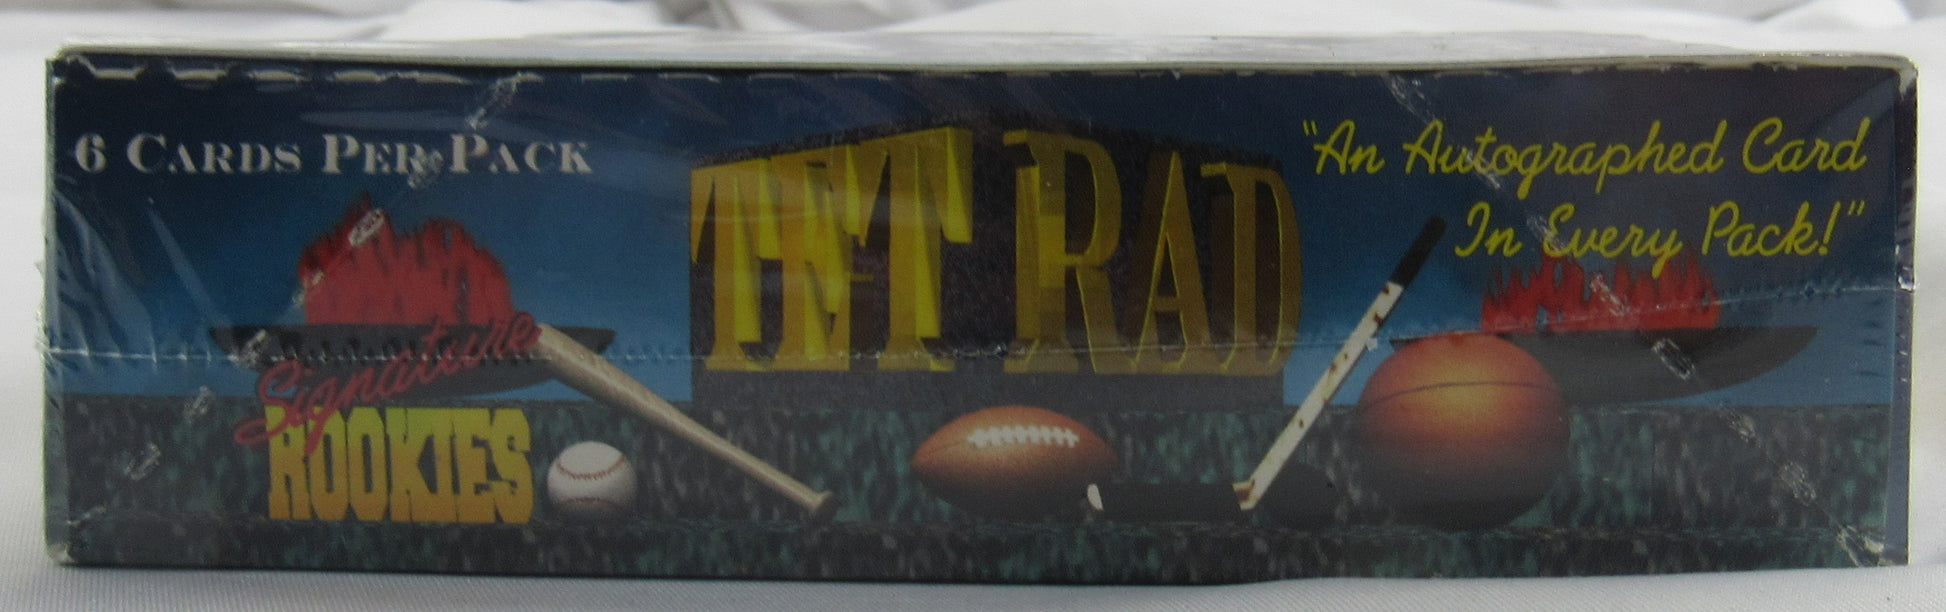 6 CARDS PER PACK
TET RAD
"An Autographed Card
In Every Pack!"
Signature
ROOKIES